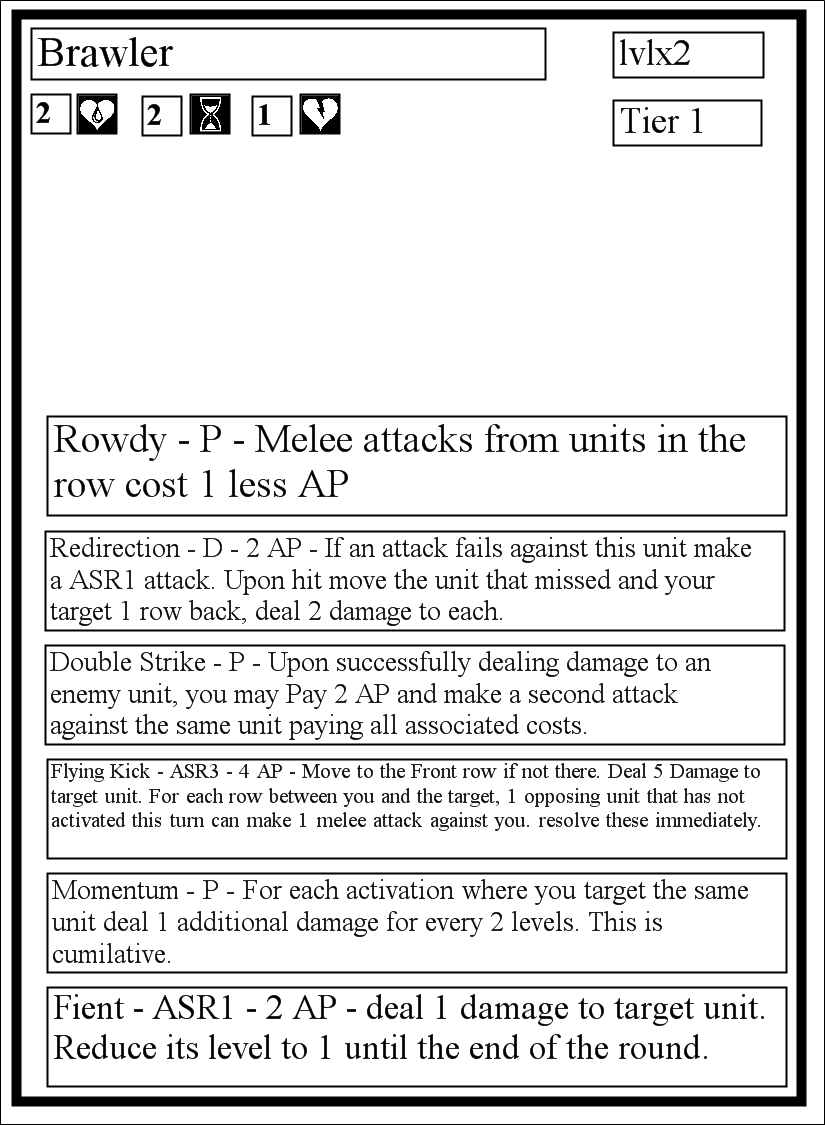 Brawler
lvlx2
2 2 1
Tier 1
Rowdy - P - Melee attacks from units in the
row cost 1 less AP
Redirection - D - 2 AP - If an attack fails against this unit make
a ASR1 attack. Upon hit move the unit that missed and your
target 1 row back, deal 2 damage to each.
Double Strike - P - Upon successfully dealing damage to an
enemy unit, you may Pay 2 AP and make a second attack
against the same unit paying all associated costs.
Flying Kick - ASR3 - 4 AP - Move to the Front row if not there. Deal 5 Damage to
target unit. For each row between you and the target, 1 opposing unit that has not
activated this turn can make 1 melee attack against you. resolve these immediately.
Momentum - P - For each activation where you target the same
unit deal 1 additional damage for every 2 levels. This is
cumilative.
Fient - ASR1 - 2 AP - deal 1 damage to target unit.
Reduce its level to 1 until the end of the round.